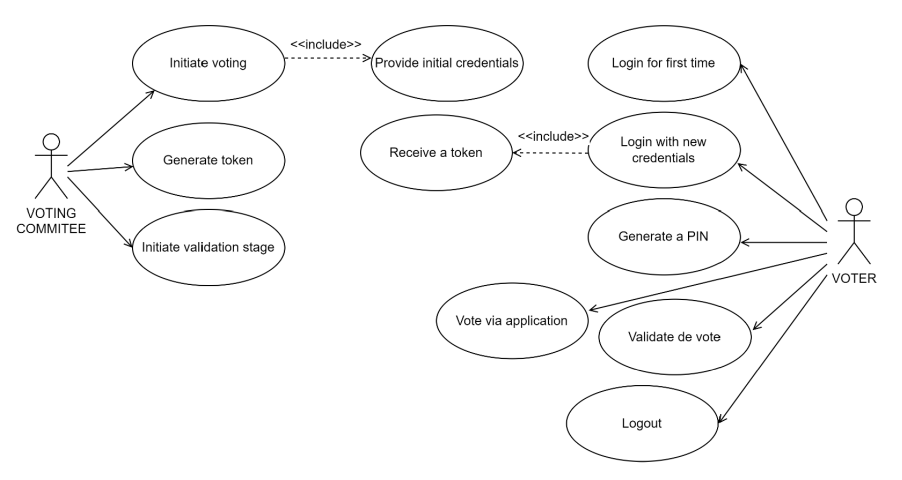 <<include>>
Initiate voting
Provide initial credentials
Login for first time
<<include>>
Generate token
Receive a token
Login with new
credentials
VOTING
COMMITEE
Initiate validation stage
Generate a PIN
VOTER
Vote via application
Validate de vote
Logout